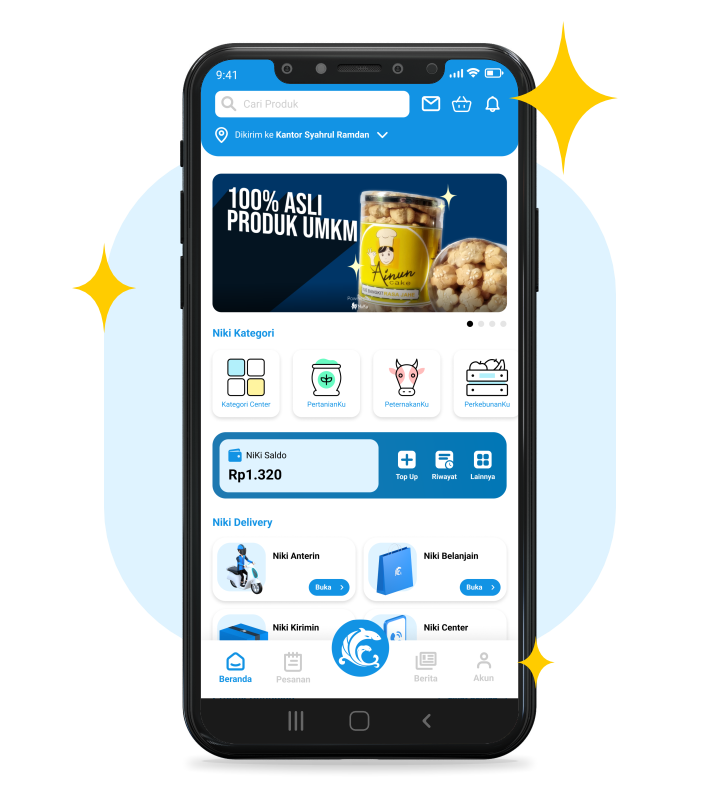 9:41
Cari Produk
Dikirim ke Kantor Syahrul Ramdan
100% ASLI
PRODUK UMKM
Ainun
cake
Niki Kategori
Kategori Center
PertanianKu
PeternakanKu
PerkebunanKu
NiKi Saldo
Rp1.320
Top Up
Riwayat
Lainnya
Niki Delivery
Niki Anterin
Buka
Niki Belanjain
Buka
Niki Kirimin
Niki Center
Beranda
Pesanan
Berita
Akun